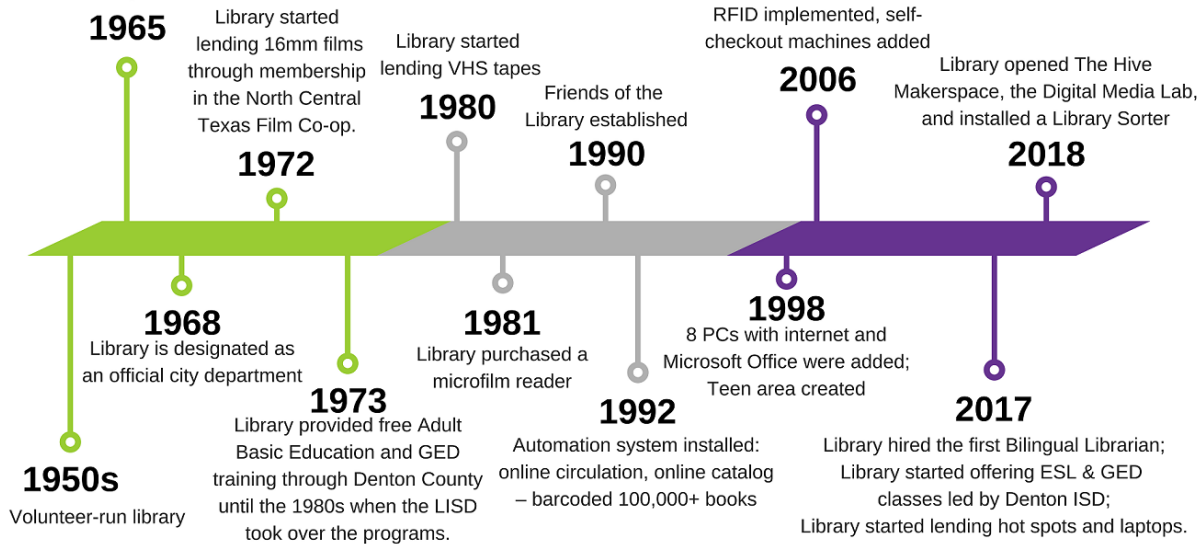 1965
Library started
lending 16mm films
through membership
in the North Central
Texas Film Co-op.
1972
Library started
lending VHS tapes
1980
Friends of the
Library established
1990
RFID implemented, self-
checkout machines added
2006
Library opened The Hive
Makerspace, the Digital Media Lab,
and installed a Library Sorter
2018
1950s
Volunteer-run library
1968
Library is designated as
an official city department
1973
Library provided free Adult
Basic Education and GED
training through Denton County
until the 1980s when the LISD
took over the programs.
1981
Library purchased a
microfilm reader
1992
Automation system installed:
online circulation, online catalog
– barcoded 100,000+ books
1998
8 PCs with internet and
Microsoft Office were added;
Teen area created
2017
Library hired the first Bilingual Librarian;
Library started offering ESL & GED
classes led by Denton ISD;
Library started lending hot spots and laptops.